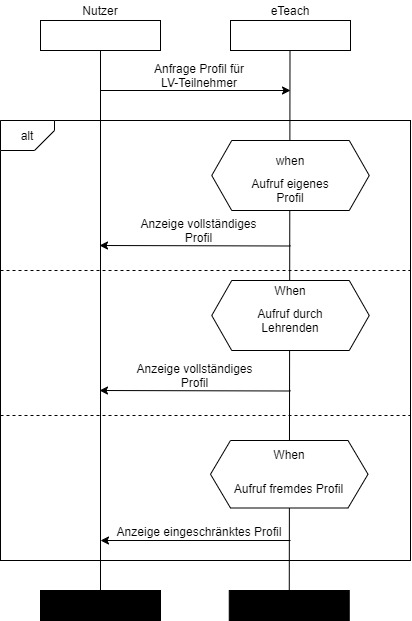 Nutzer
eTeach
Anfrage Profil für
LV-Teilnehmer
alt
when
Aufruf eigenes
Profil
Anzeige vollständiges
Profil
When
Aufruf durch
Lehrenden
Anzeige vollständiges
Profil
When
Aufruf fremdes Profil
Anzeige eingeschränktes Profil